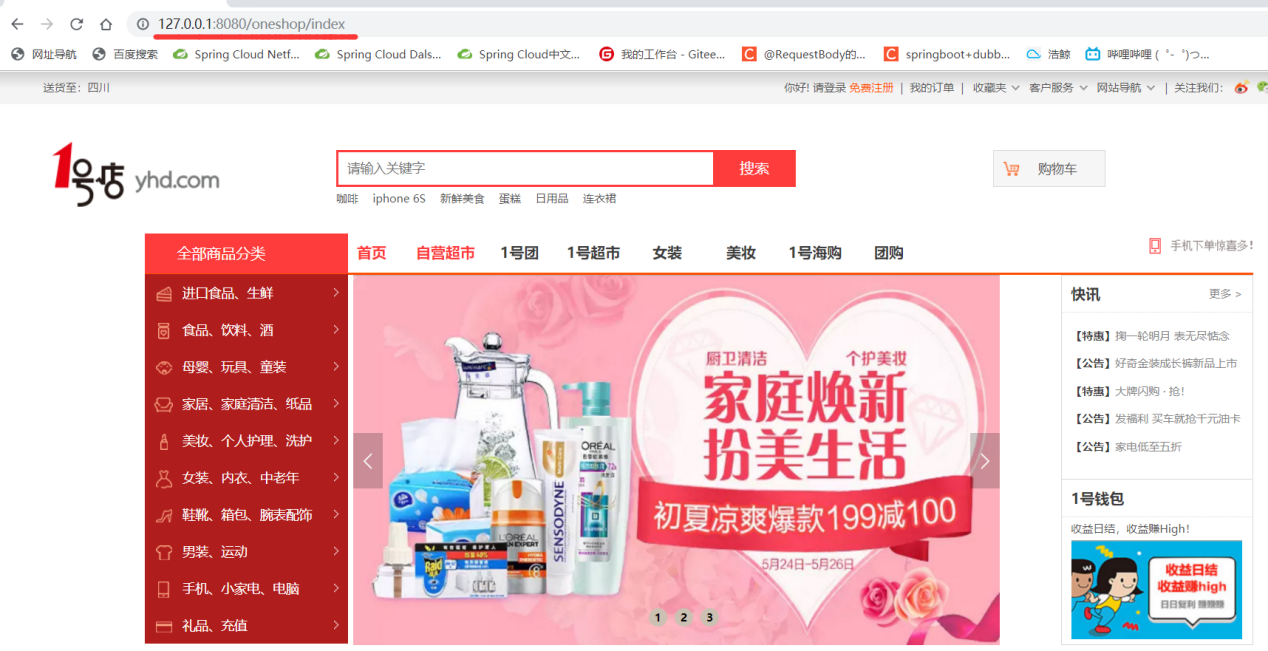 127.0.0.1:8080/oneshop/index
网址导航 百度搜索 Spring Cloud Netf... Spring Cloud Dals... Spring Cloud中文... 我的工作台 - Gitee... @RequestBody的... springboot+dubb... 浩鲸 哔哩哔哩 ( ゜- ゜)つ...
送货至：四川 你好! 请登录 免费注册 | 我的订单 | 收藏夹 客户服务 网站导航 | 关注我们：
1号店 yhd.com
请输入关键字 搜索
购物车
咖啡 iphone 6S 新鲜美食 蛋糕 日用品 连衣裙
全部商品分类 首页 自营超市 1号团 1号超市 女装 美妆 1号海购 团购
手机下单惊喜多!
进口食品、生鲜
食品、饮料、酒
母婴、玩具、童装
家居、家庭清洁、纸品
美妆、个人护理、洗护
女装、内衣、中老年
鞋靴、箱包、腕表配饰
男装、运动
手机、小家电、电脑
礼品、充值
厨卫清洁 个护美妆
家庭焕新
扮美生活
初夏凉爽爆款199减100
5月24日-5月26日
luminarc
L'ORÉAL
SENSODYNE
L'ORÉAL
MEN EXPERT
Raid
1 2 3
快讯 更多 >
【特惠】掬一轮明月 表无尽惦念
【公告】好奇金装成长裤新品上市
【特惠】大牌闪购 · 抢!
【公告】发福利 买车就抢千元油卡
【公告】家电低至五折
1号钱包
收益日结，收益赚High!
收益日结
收益赚high
日日复利 赚赚赚